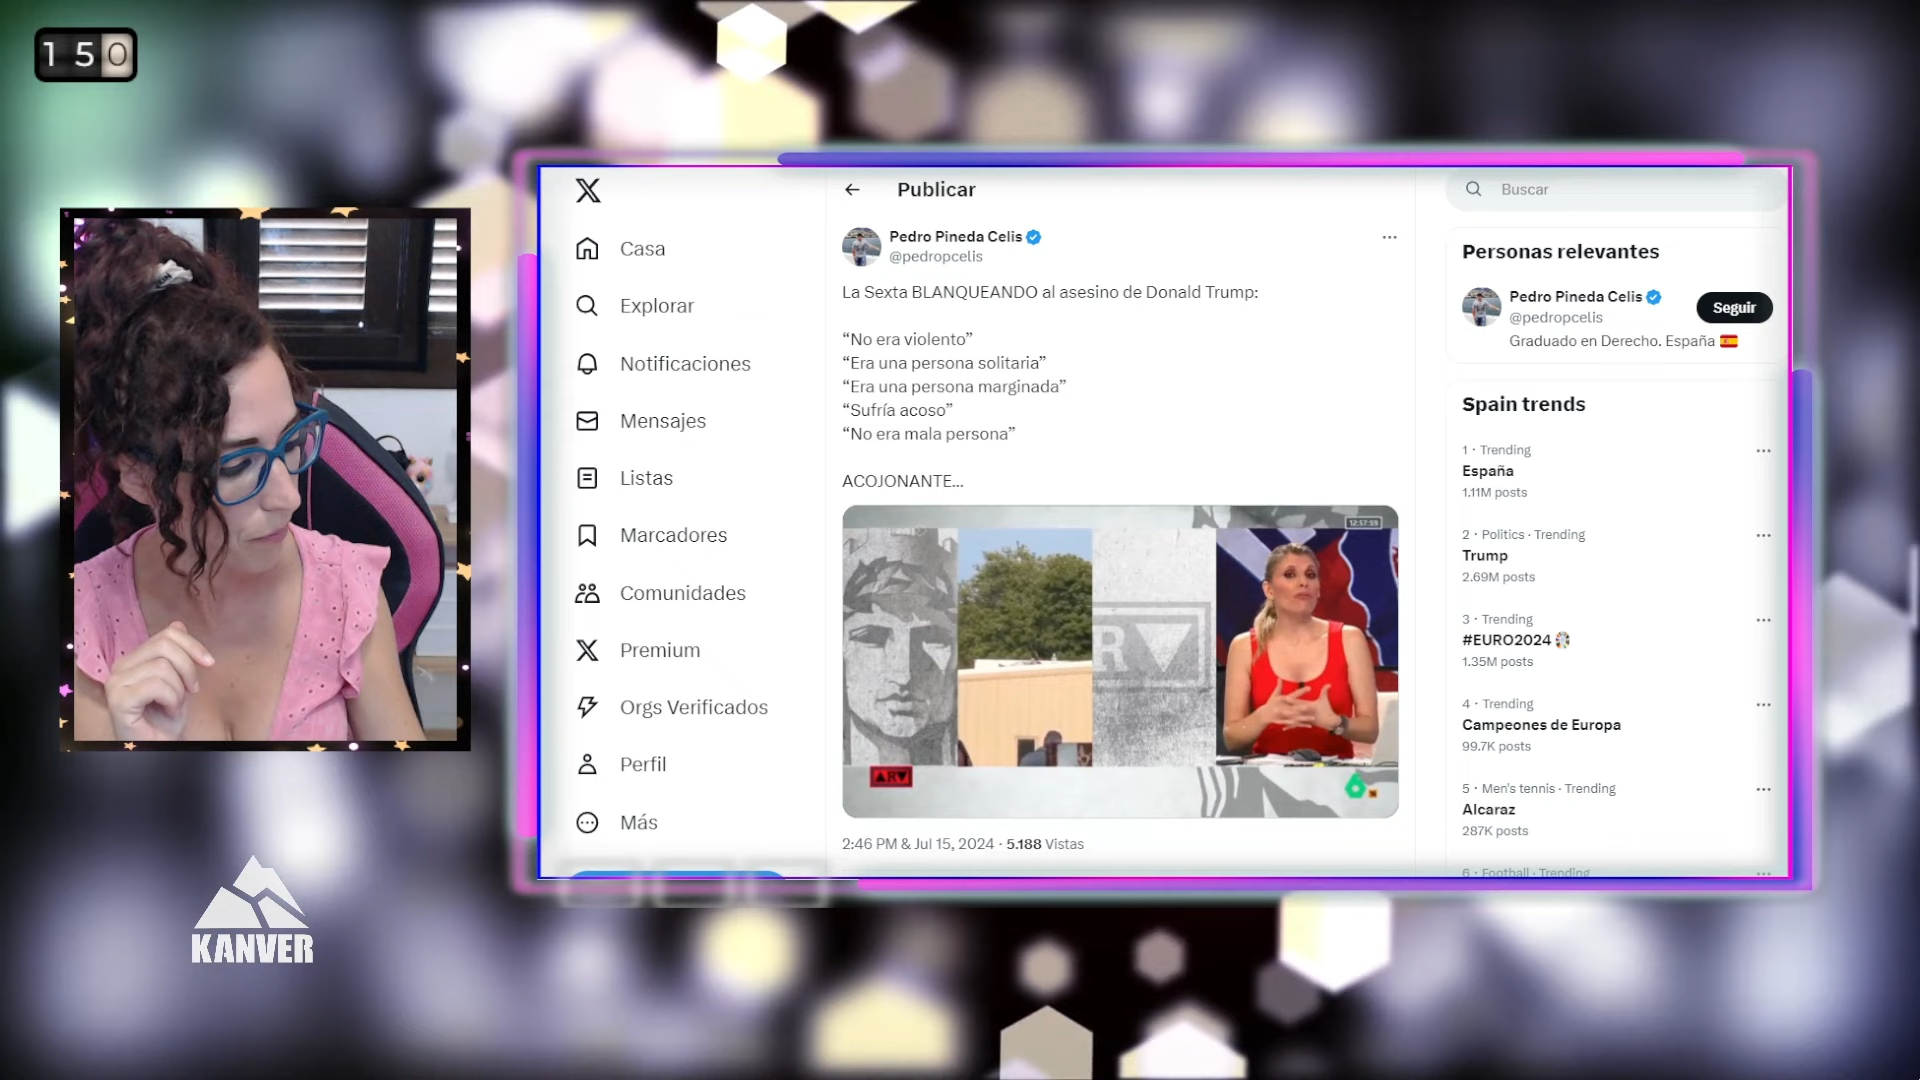 150
X
Casa
Explorar
Notificaciones
Mensajes
Listas
Marcadores
Comunidades
Premium
Orgs Verificados
Perfil
Más
Publicar
Pedro Pineda Celis
@pedropcelis
La Sexta BLANQUEANDO al asesino de Donald Trump:
“No era violento”
“Era una persona solitaria”
“Era una persona marginada”
“Sufría acoso”
“No era mala persona”
ACOJONANTE...
12:57:59
R
ARV
2:46 PM & Jul 15, 2024 · 5.188 Vistas
Buscar
Personas relevantes
Pedro Pineda Celis
@pedropcelis
Seguir
Graduado en Derecho. España
Spain trends
1 · Trending
España
1.11M posts
2 · Politics · Trending
Trump
2.69M posts
3 · Trending
#EURO2024
1.35M posts
4 · Trending
Campeones de Europa
99.7K posts
5 · Men's tennis · Trending
Alcaraz
287K posts
6 · Football · Trending
KANVER